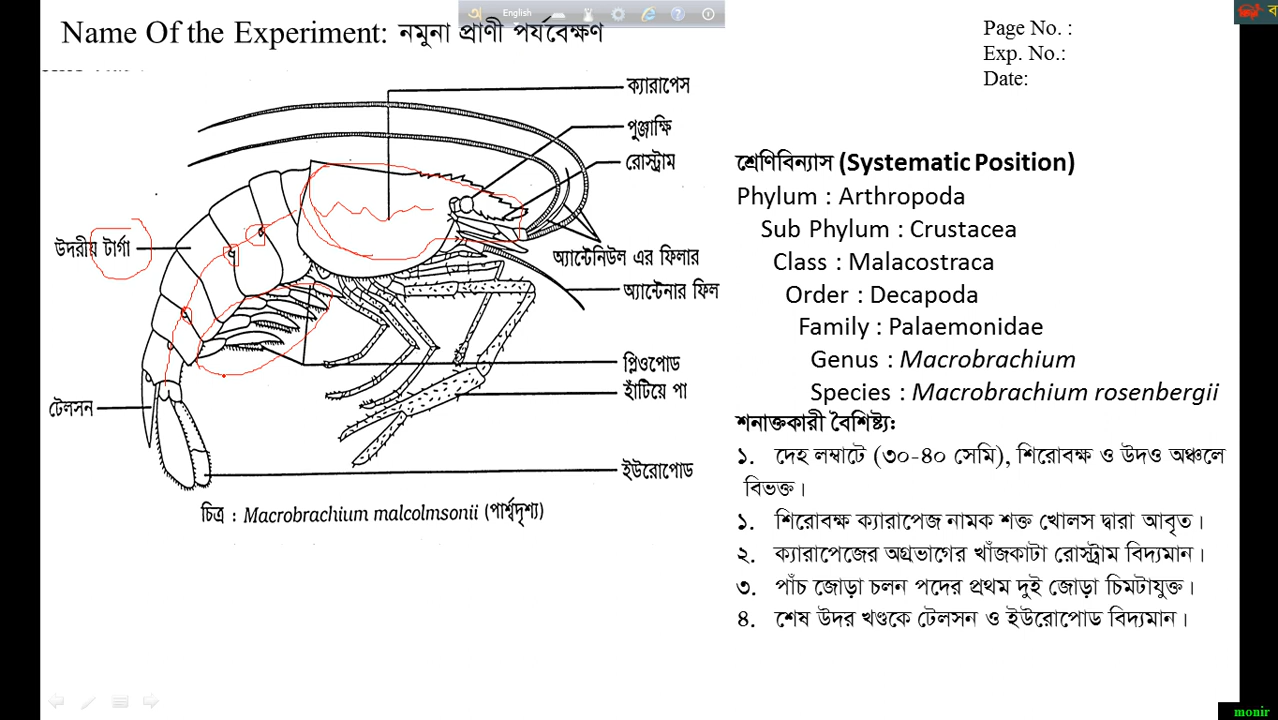 English
Name Of the Experiment: নমুনা প্রাণী পর্যবেক্ষণ
Page No. :
Exp. No.:
Date:
ক্যারাপেস
পুঞ্জাক্ষি
রোস্ট্রাম
উদরীয় টার্গা
অ্যান্টেনিউল এর ফিলার
অ্যান্টেনার ফিল
প্লিওপোড
হাঁটিয়ে পা
টেলসন
ইউরোপোড
চিত্র : Macrobrachium malcolmsonii (পার্শ্বদৃশ্য)
শ্রেণিবিন্যাস (Systematic Position)
Phylum : Arthropoda
Sub Phylum : Crustacea
Class : Malacostraca
Order : Decapoda
Family : Palaemonidae
Genus : Macrobrachium
Species : Macrobrachium rosenbergii
শনাক্তকারী বৈশিষ্ট্য:
১. দেহ লম্বাটে (৩০-৪০ সেমি), শিরোবক্ষ ও উদও অঞ্চলে
বিভক্ত।
১. শিরোবক্ষ ক্যারাপেজ নামক শক্ত খোলস দ্বারা আবৃত।
২. ক্যারাপেজের অগ্রভাগের খাঁজকাটা রোস্ট্রাম বিদ্যমান।
৩. পাঁচ জোড়া চলন পদের প্রথম দুই জোড়া চিমটাযুক্ত।
৪. শেষ উদর খণ্ডকে টেলসন ও ইউরোপোড বিদ্যমান।
monir